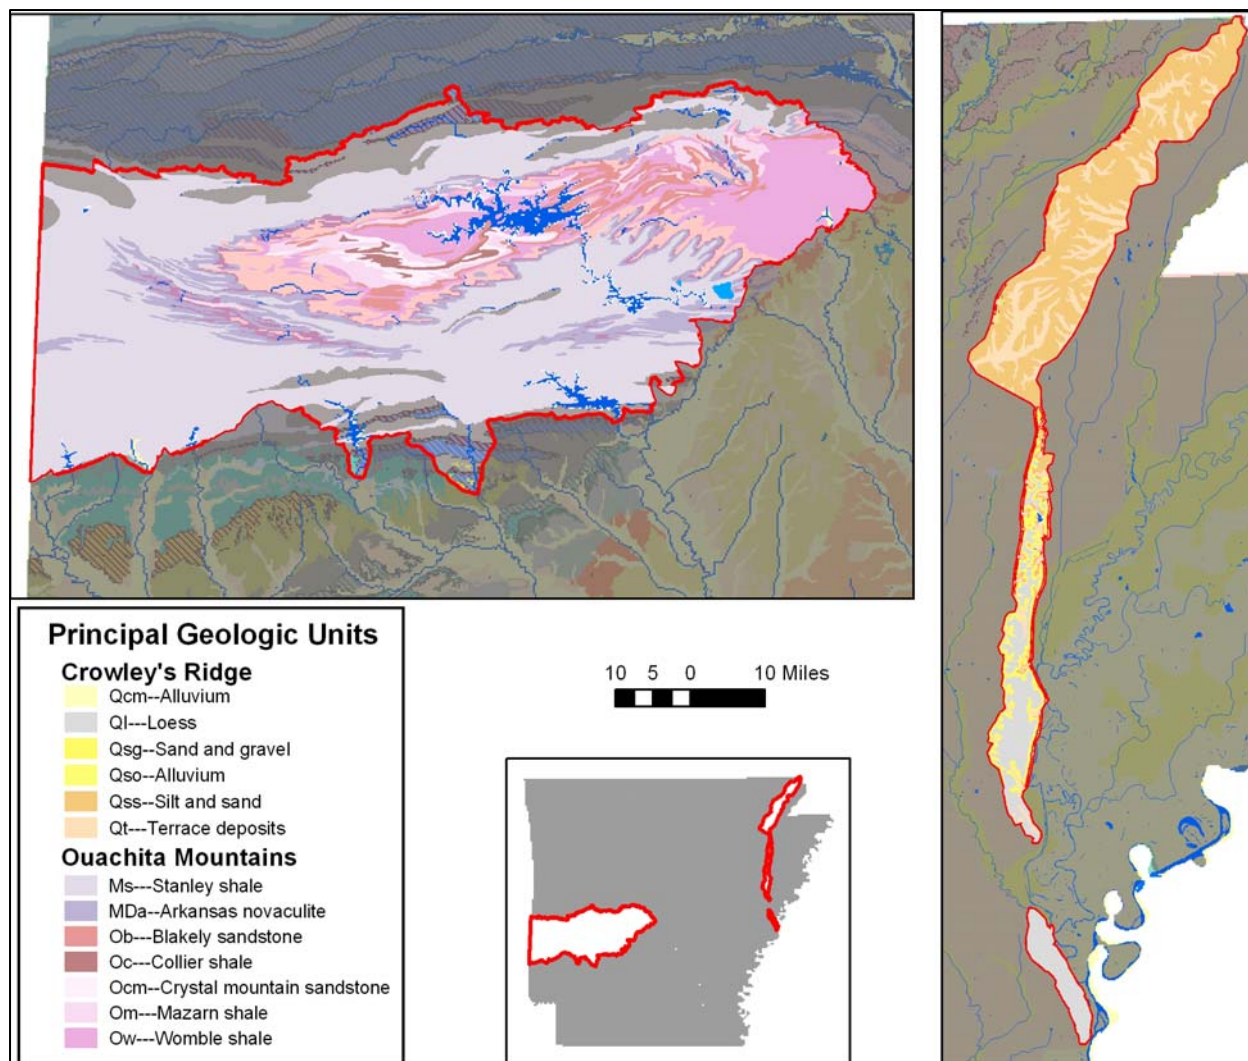 Principal Geologic Units
Crowley's Ridge
Qcm--Alluvium
Ql---Loess
Qsg--Sand and gravel
Qso--Alluvium
Qss--Silt and sand
Qt---Terrace deposits
Ouachita Mountains
Ms---Stanley shale
MDa--Arkansas novaculite
Ob---Blakely sandstone
Oc---Collier shale
Ocm--Crystal mountain sandstone
Om---Mazarn shale
Ow---Womble shale
10 5 0 10 Miles